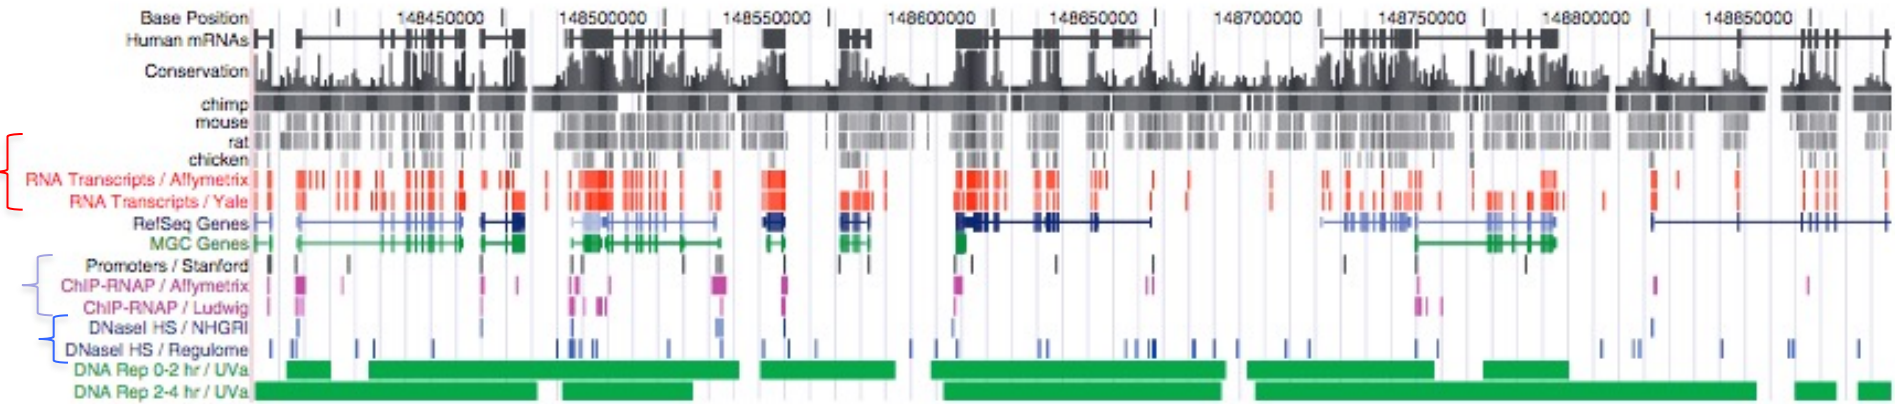 Base Position 148450000 148500000 148550000 148600000 148650000 148700000 148750000 148800000 148850000
Human mRNAs
Conservation
chimp
mouse
rat
chicken
RNA Transcripts / Affymetrix
RNA Transcripts / Yale
RefSeq Genes
MGC Genes
Promoters / Stanford
ChIP-RNAP / Affymetrix
ChIP-RNAP / Ludwig
DNaseI HS / NHGRI
DNaseI HS / Regulome
DNA Rep 0-2 hr / UVa
DNA Rep 2-4 hr / UVa